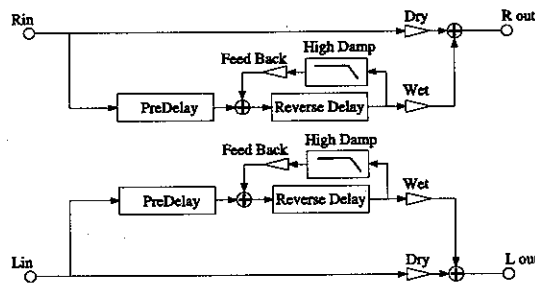 Rin
Dry
R out
Feed Back
High Damp
PreDelay
Reverse Delay
Wet
Feed Back
High Damp
PreDelay
Reverse Delay
Wet
Lin
Dry
L out